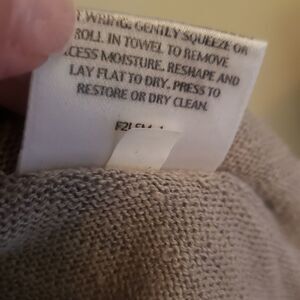 WRING. GENTLY SQUEEZE OR
ROLL IN TOWEL TO REMOVE
CESS MOISTURE. RESHAPE AND
LAY FLAT TO DRY. PRESS TO
RESTORE OR DRY CLEAN.